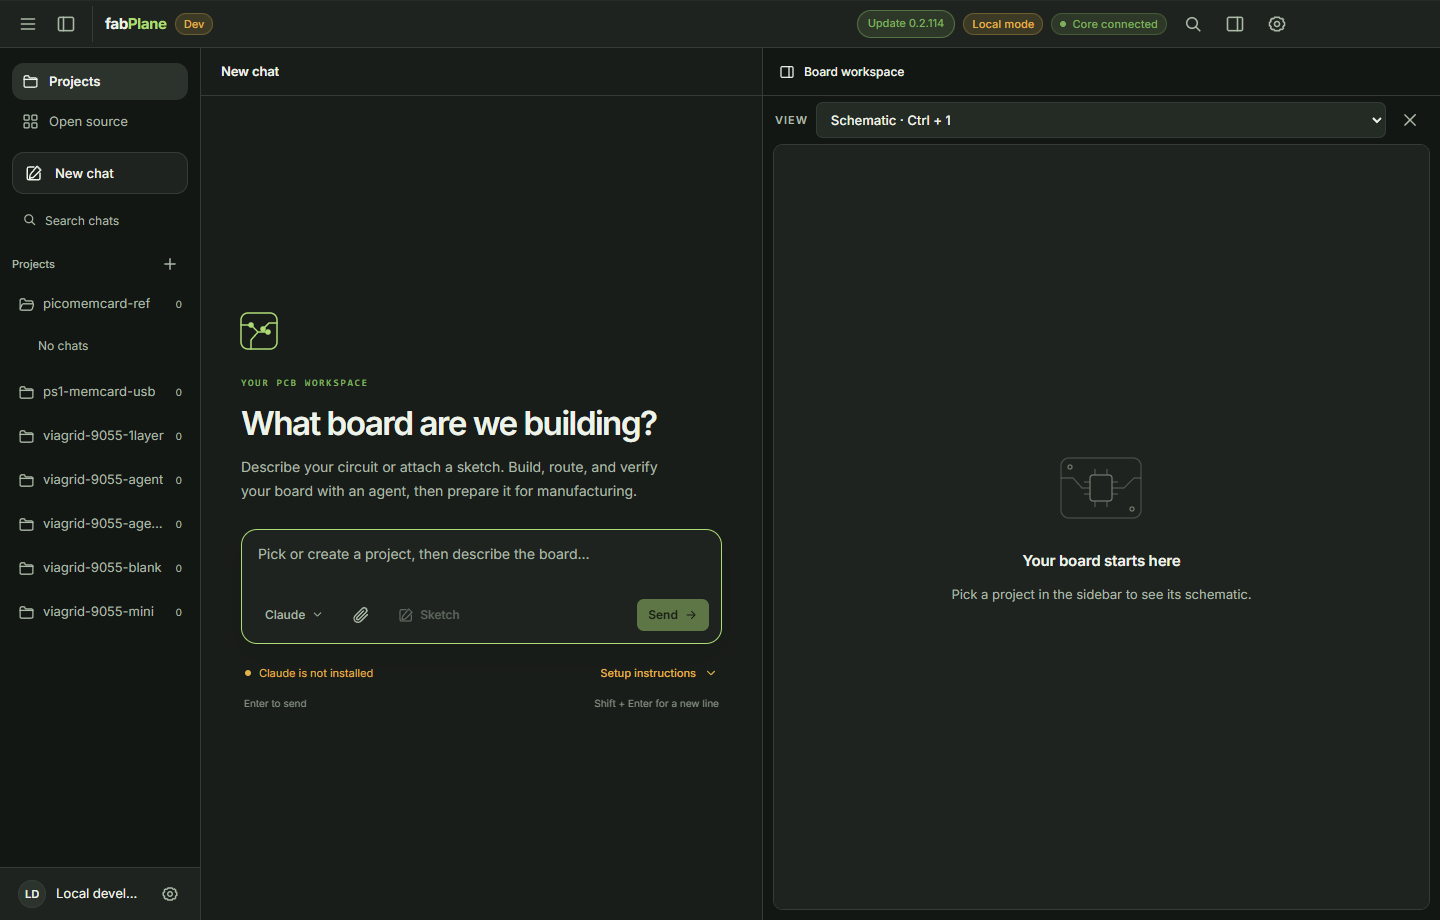 fabPlane Dev
Update 0.2.114
Local mode
Core connected
Projects
Open source
New chat
Search chats
Projects
picomemcard-ref 0
No chats
ps1-memcard-usb 0
viagrid-9055-1layer 0
viagrid-9055-agent 0
viagrid-9055-age... 0
viagrid-9055-blank 0
viagrid-9055-mini 0
LD Local devel...
New chat
YOUR PCB WORKSPACE
What board are we building?
Describe your circuit or attach a sketch. Build, route, and verify
your board with an agent, then prepare it for manufacturing.
Pick or create a project, then describe the board...
Claude
Sketch
Send
Claude is not installed
Setup instructions
Enter to send
Shift + Enter for a new line
Board workspace
VIEW
Schematic · Ctrl + 1
Your board starts here
Pick a project in the sidebar to see its schematic.